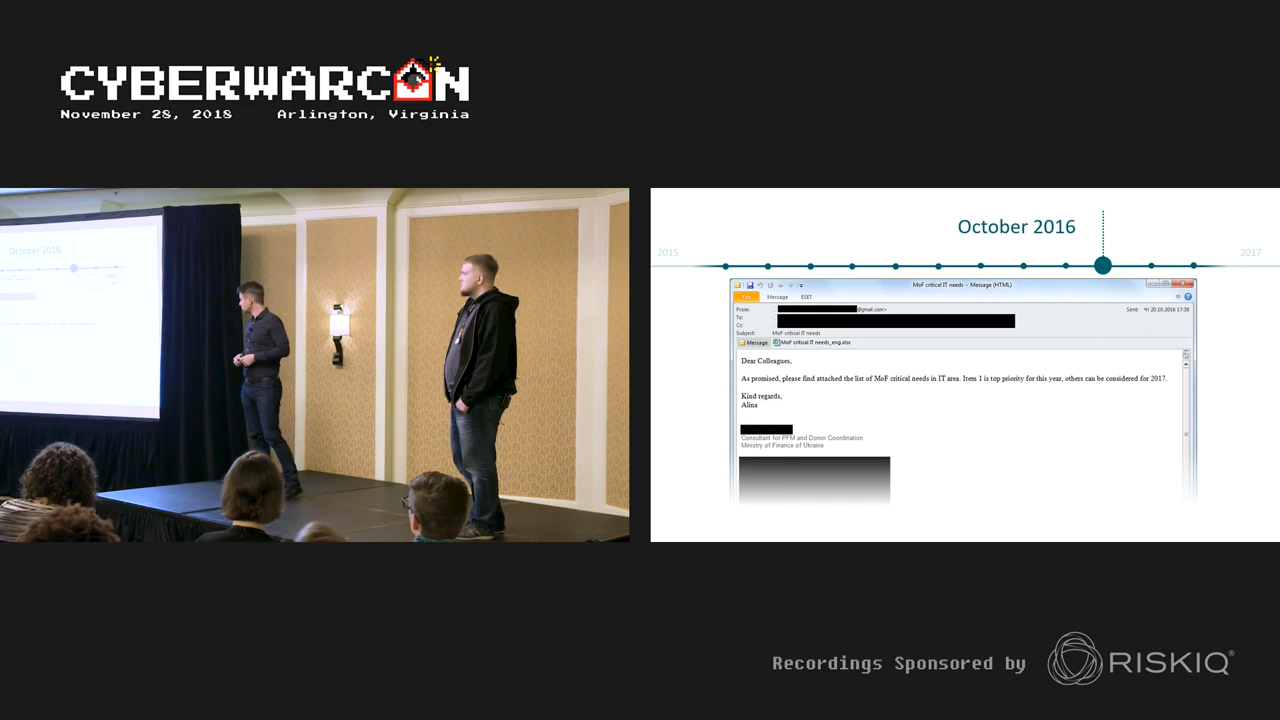 CYBERWARCON
November 28, 2018 Arlington, Virginia
October 2016
October 2016
2015
2017
MoF critical IT needs - Message (HTML)
File Message ESET
From: @gmail.com>
Sent: Чт 20.10.2016 17:36
To:
Cc:
Subject: MoF critical IT needs
Message MoF critical IT needs_eng.xlsx
Dear Colleagues,
As promised, please find attached the list of MoF critical needs in IT area. Item 1 is top priority for this year, others can be considered for 2017.
Kind regards,
Alina
Consultant for PFM and Donor Coordination
Ministry of Finance of Ukraine
Recordings Sponsored by RISKIQ®